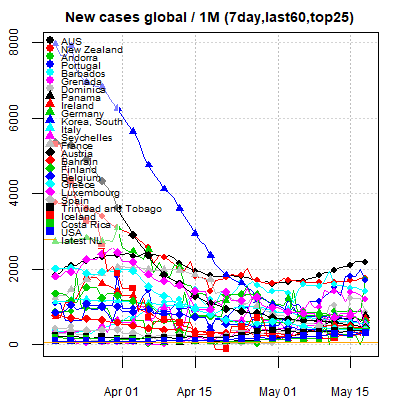 New cases global / 1M (7day,last60,top25)
8000
6000
4000
2000
0
AUS
New Zealand
Andorra
Portugal
Barbados
Grenada
Dominica
Panama
Ireland
Germany
Korea, South
Italy
Seychelles
France
Austria
Bahrain
Finland
Belgium
Greece
Luxembourg
Spain
Trinidad and Tobago
Iceland
Costa Rica
USA
latest NL
Apr 01
Apr 15
May 01
May 15